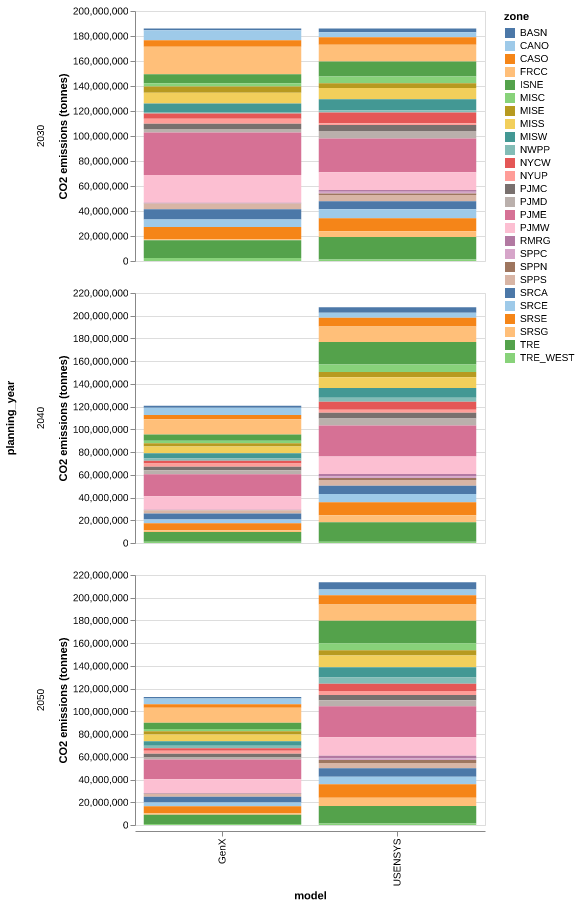 zone
BASN
CANO
CASO
FRCC
ISNE
MISC
MISE
MISS
MISW
NWPP
NYCW
NYUP
PJMC
PJMD
PJME
PJMW
RMRG
SPPC
SPPN
SPPS
SRCA
SRCE
SRSE
SRSG
TRE
TRE_WEST
planning_year
2030
CO2 emissions (tonnes)
200,000,000
180,000,000
160,000,000
140,000,000
120,000,000
100,000,000
80,000,000
60,000,000
40,000,000
20,000,000
0
2040
CO2 emissions (tonnes)
220,000,000
200,000,000
180,000,000
160,000,000
140,000,000
120,000,000
100,000,000
80,000,000
60,000,000
40,000,000
20,000,000
0
2050
CO2 emissions (tonnes)
220,000,000
200,000,000
180,000,000
160,000,000
140,000,000
120,000,000
100,000,000
80,000,000
60,000,000
40,000,000
20,000,000
0
GenX
USENSYS
model